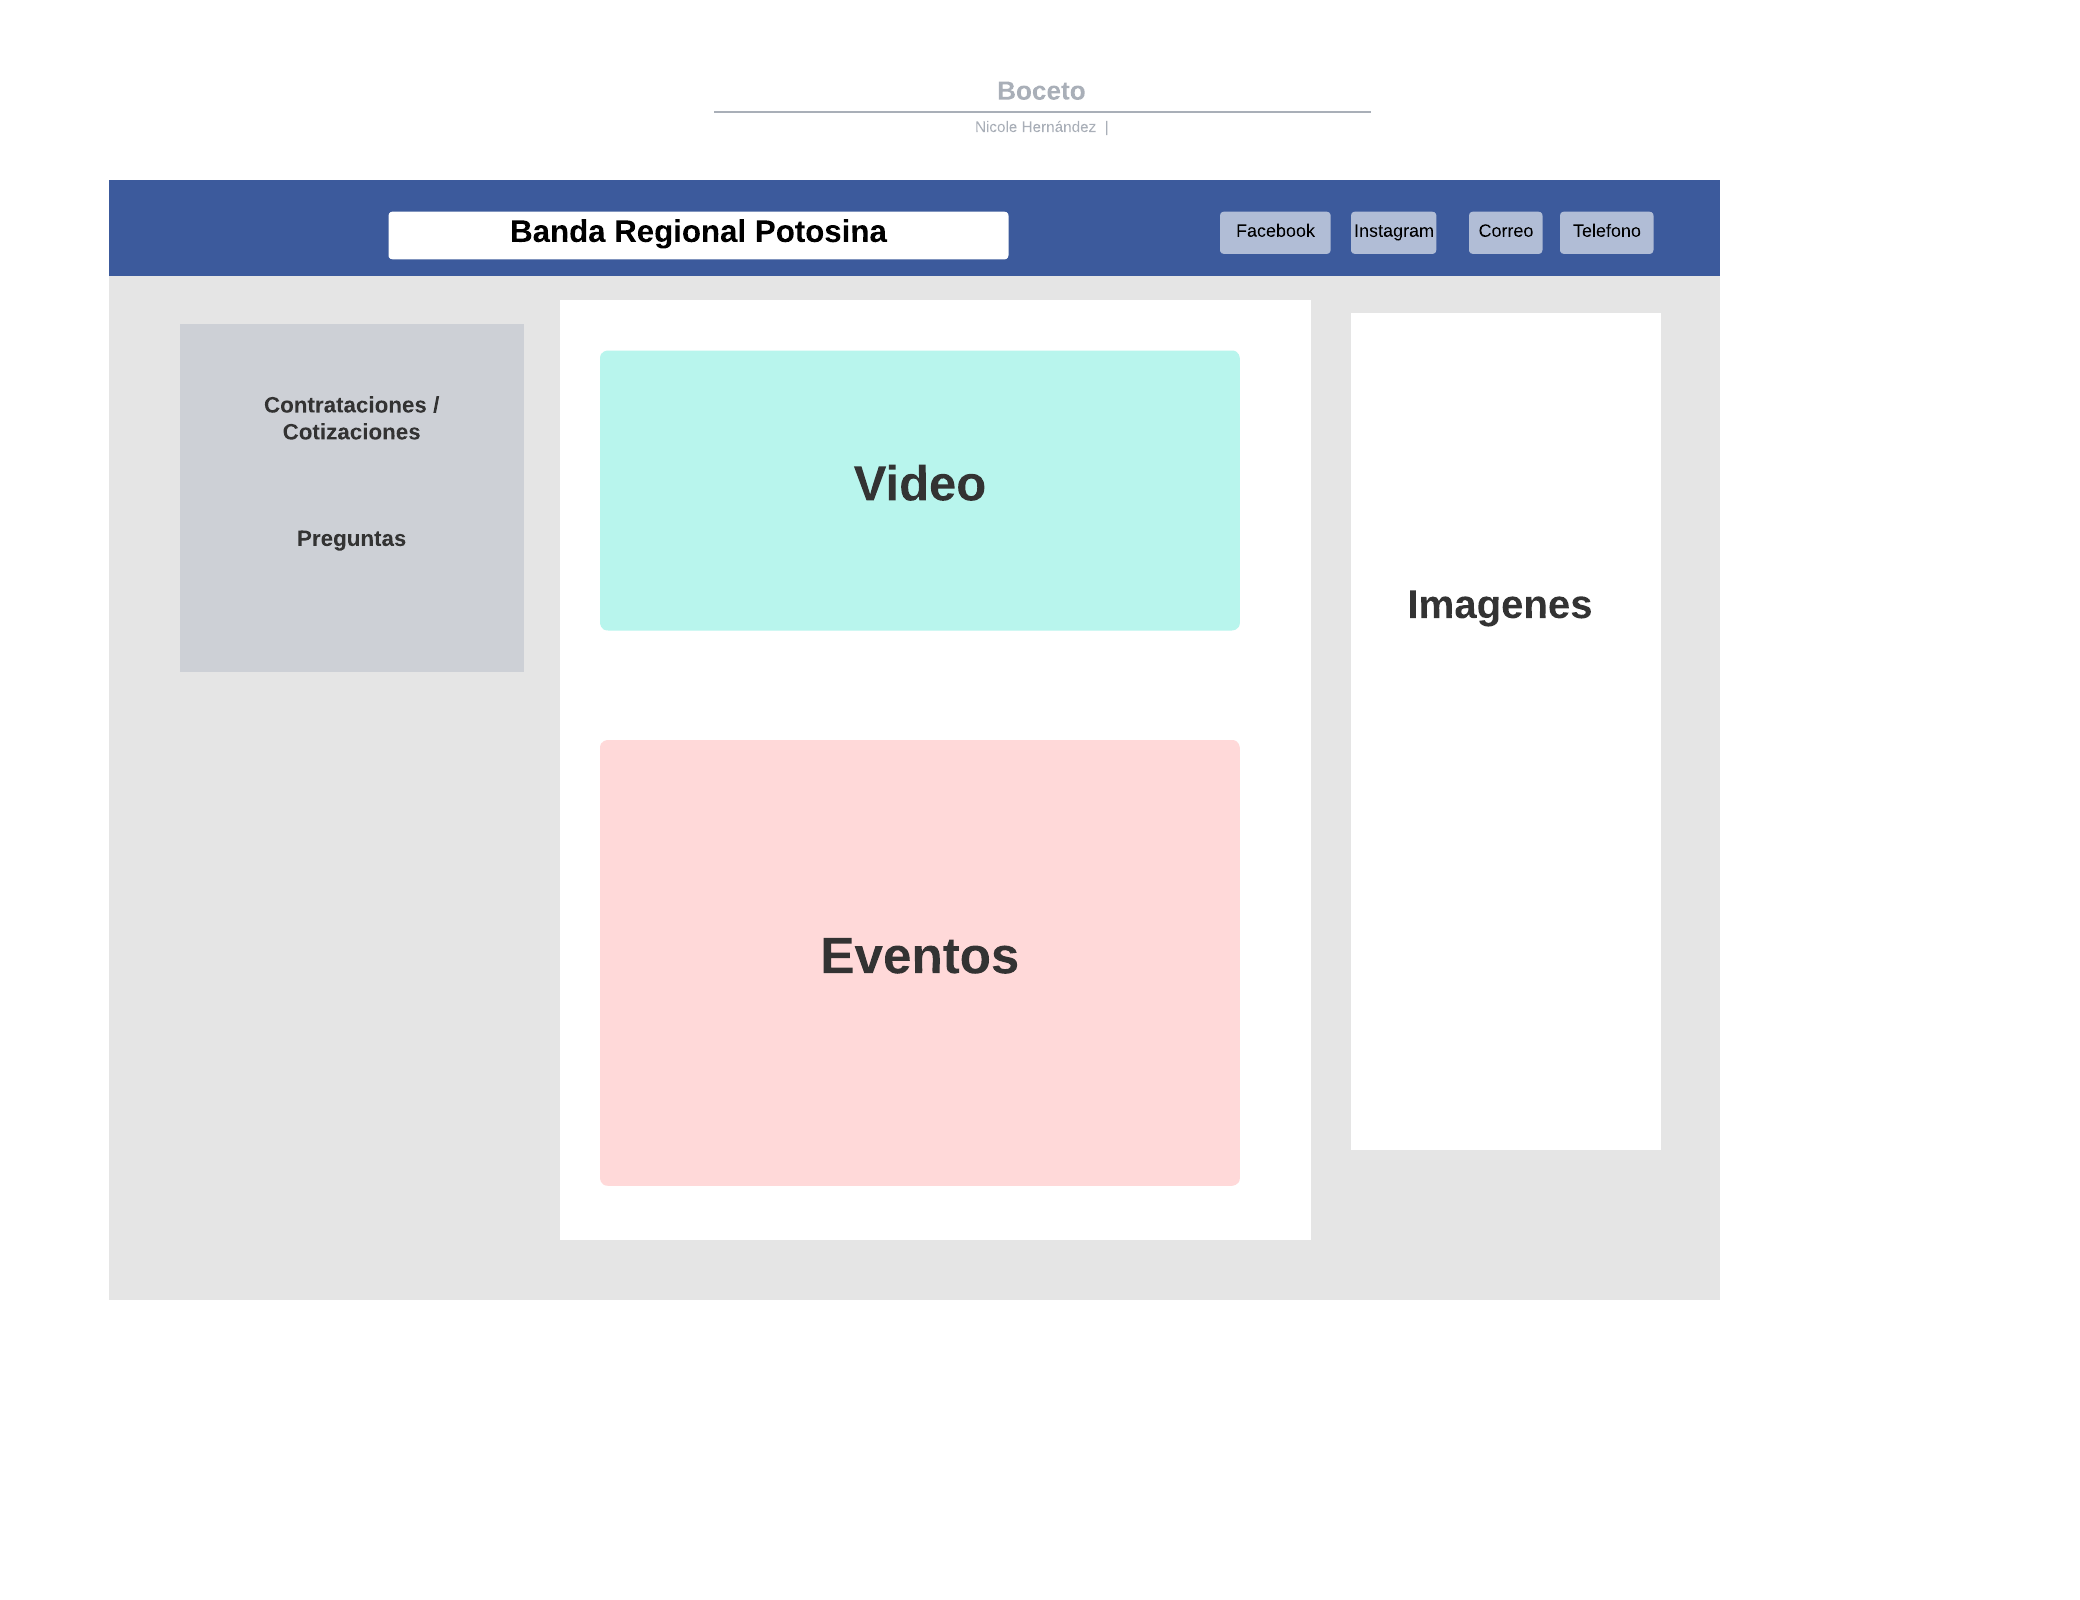 Boceto
Nicole Hernández |
Banda Regional Potosina
Facebook
Instagram
Correo
Telefono
Contrataciones /
Cotizaciones
Preguntas
Video
Eventos
Imagenes